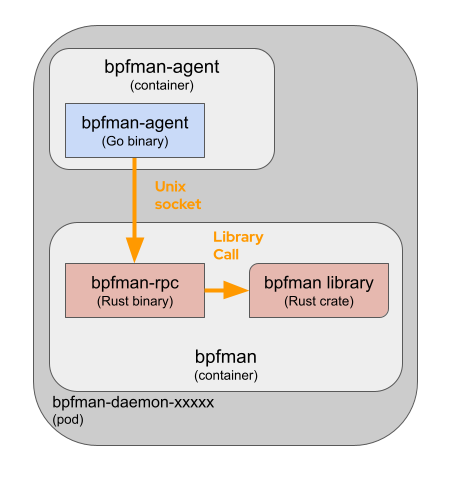 bpfman-agent
(container)
bpfman-agent
(Go binary)
Unix
socket
Library
Call
bpfman-rpc
(Rust binary)
bpfman library
(Rust crate)
bpfman
(container)
bpfman-daemon-xxxxx
(pod)